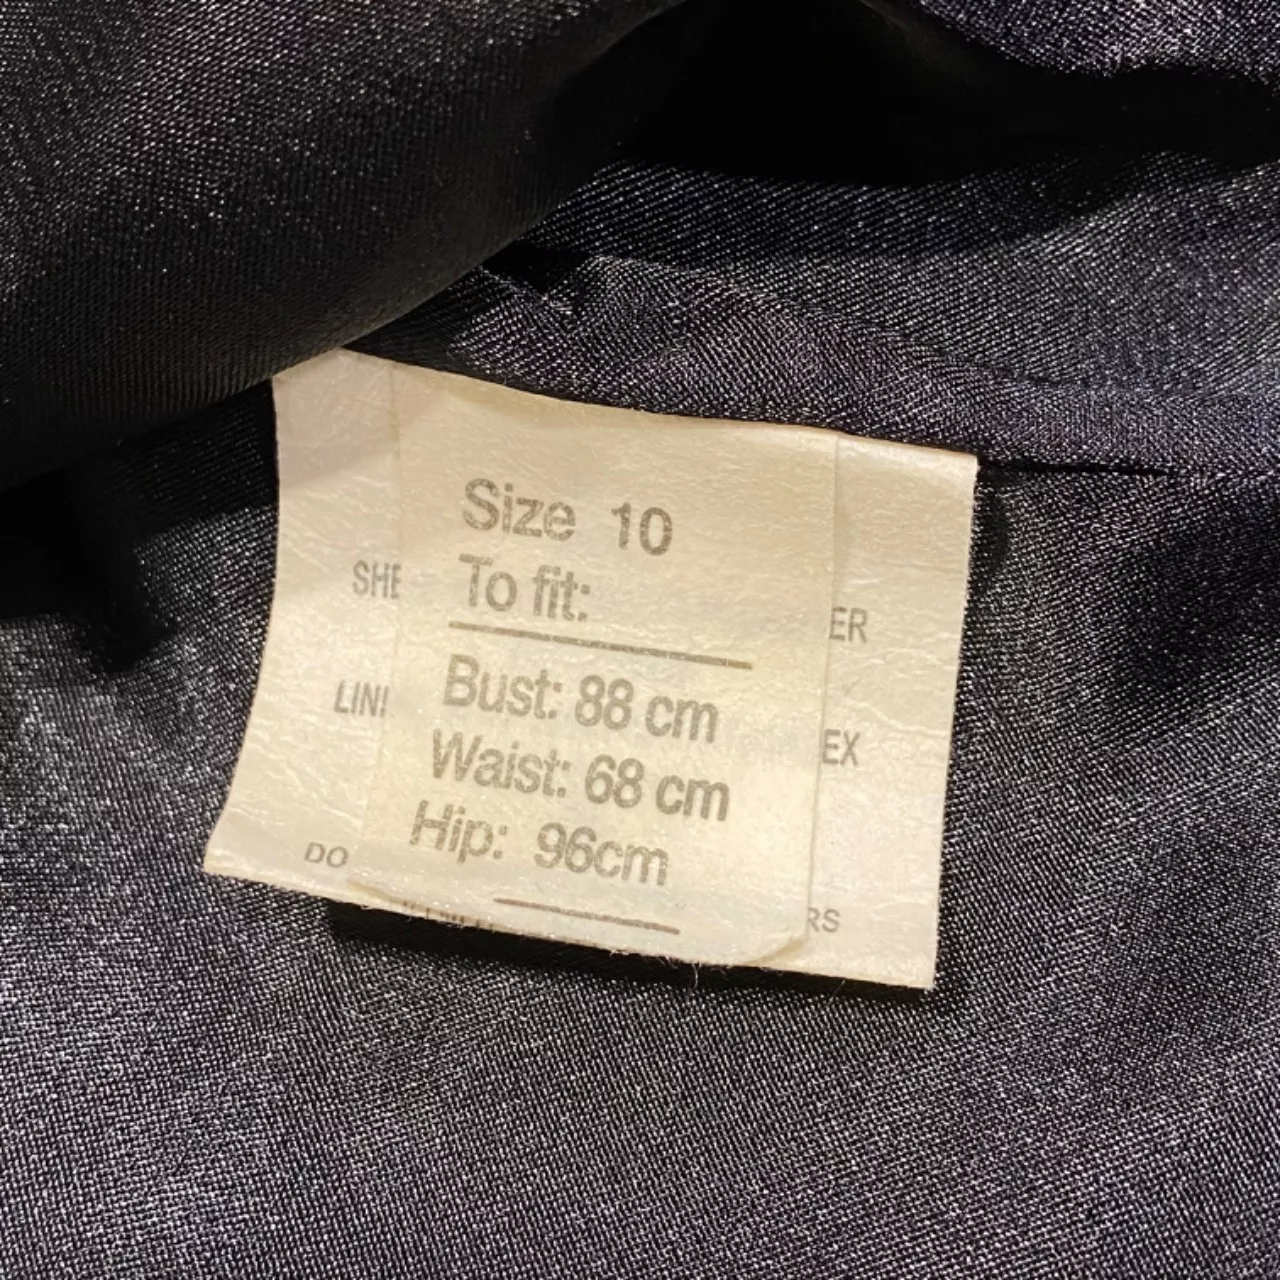 Size 10
To fit:
Bust: 88 cm
Waist: 68 cm
Hip: 96cm
SHE
ER
LINI
EX
DO
RS